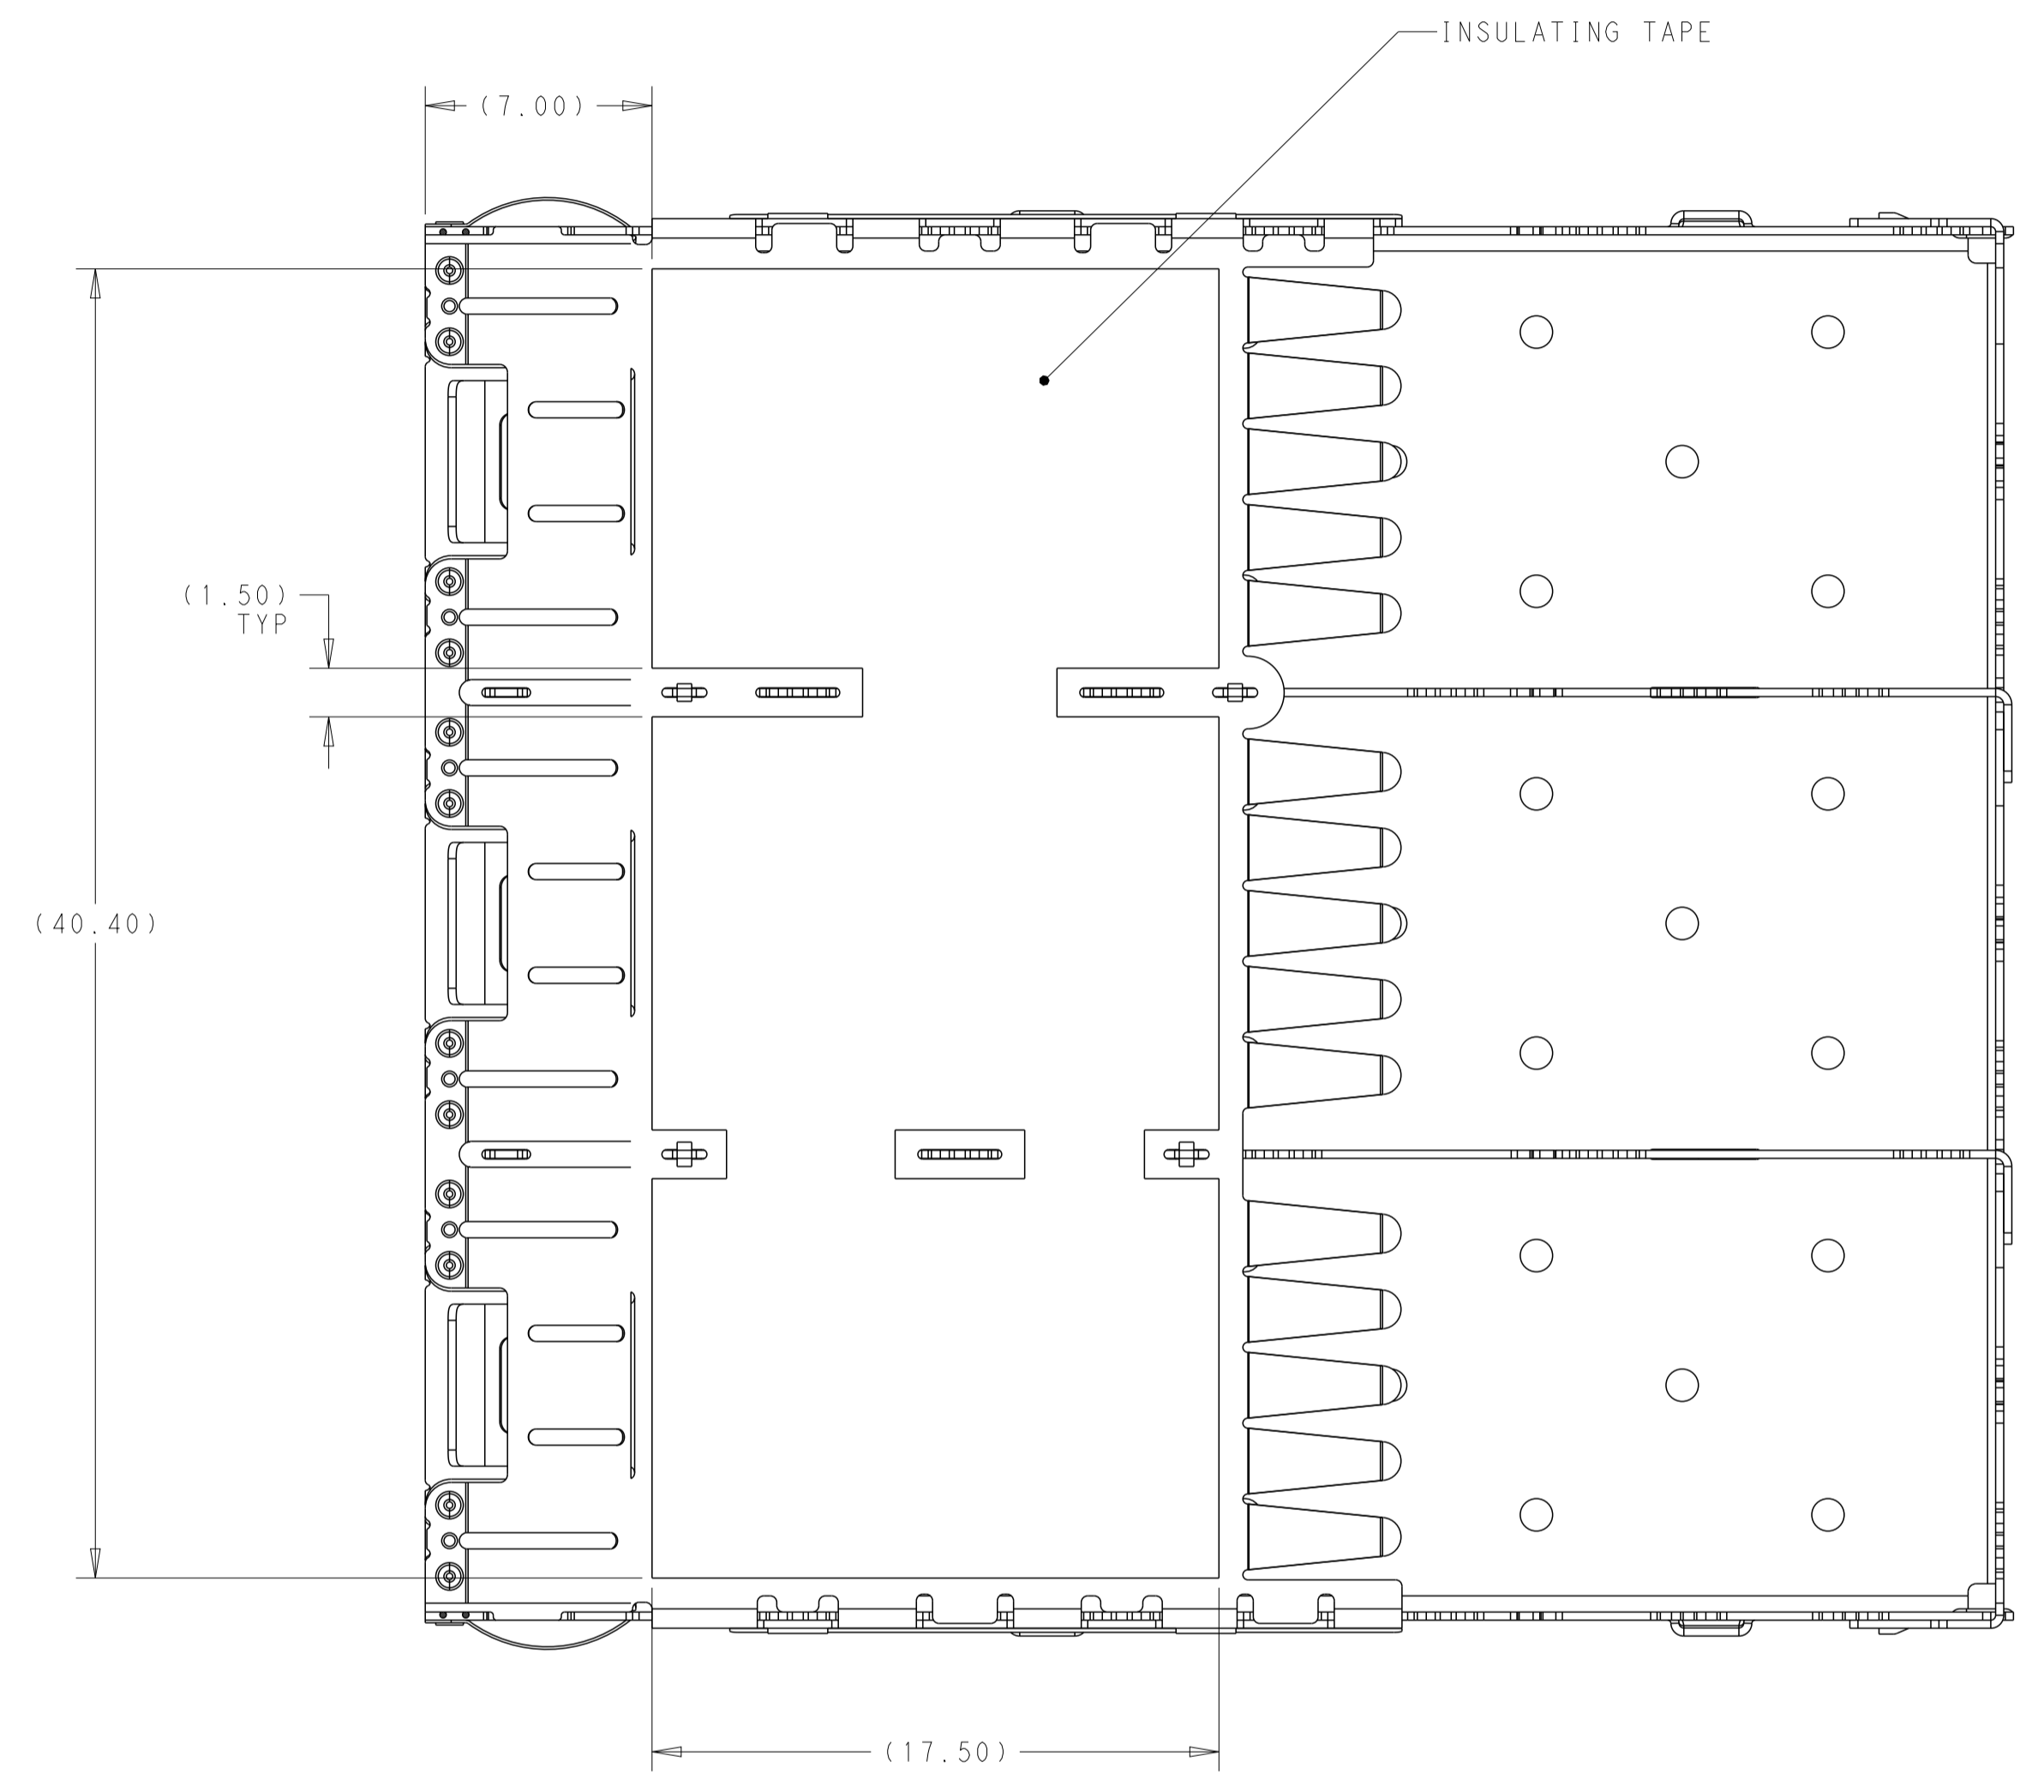 INSULATING TAPE
(7.00)
(1.50)
TYP
(40.40)
(17.50)